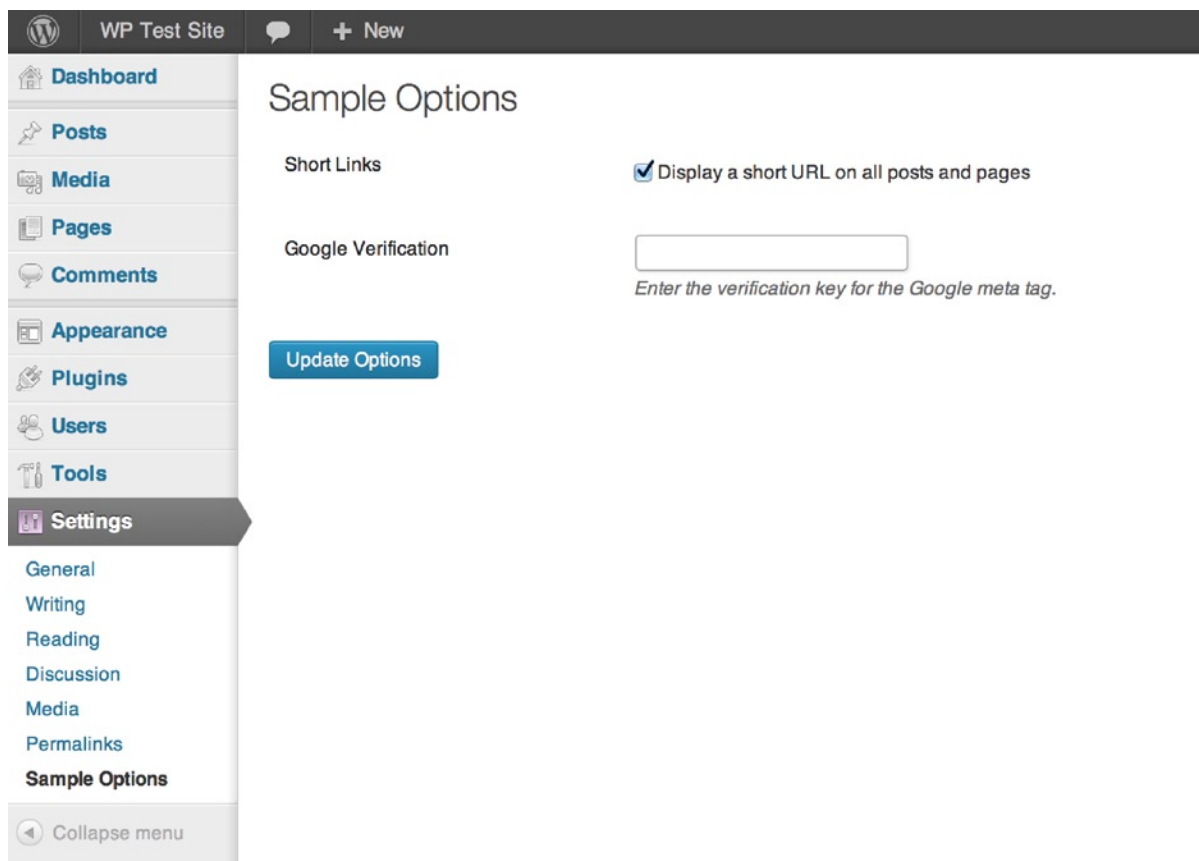 WP Test Site + New
Dashboard
Posts
Media
Pages
Comments
Appearance
Plugins
Users
Tools
Settings
General
Writing
Reading
Discussion
Media
Permalinks
Sample Options
Collapse menu
Sample Options
Short Links
Display a short URL on all posts and pages
Google Verification
Enter the verification key for the Google meta tag.
Update Options